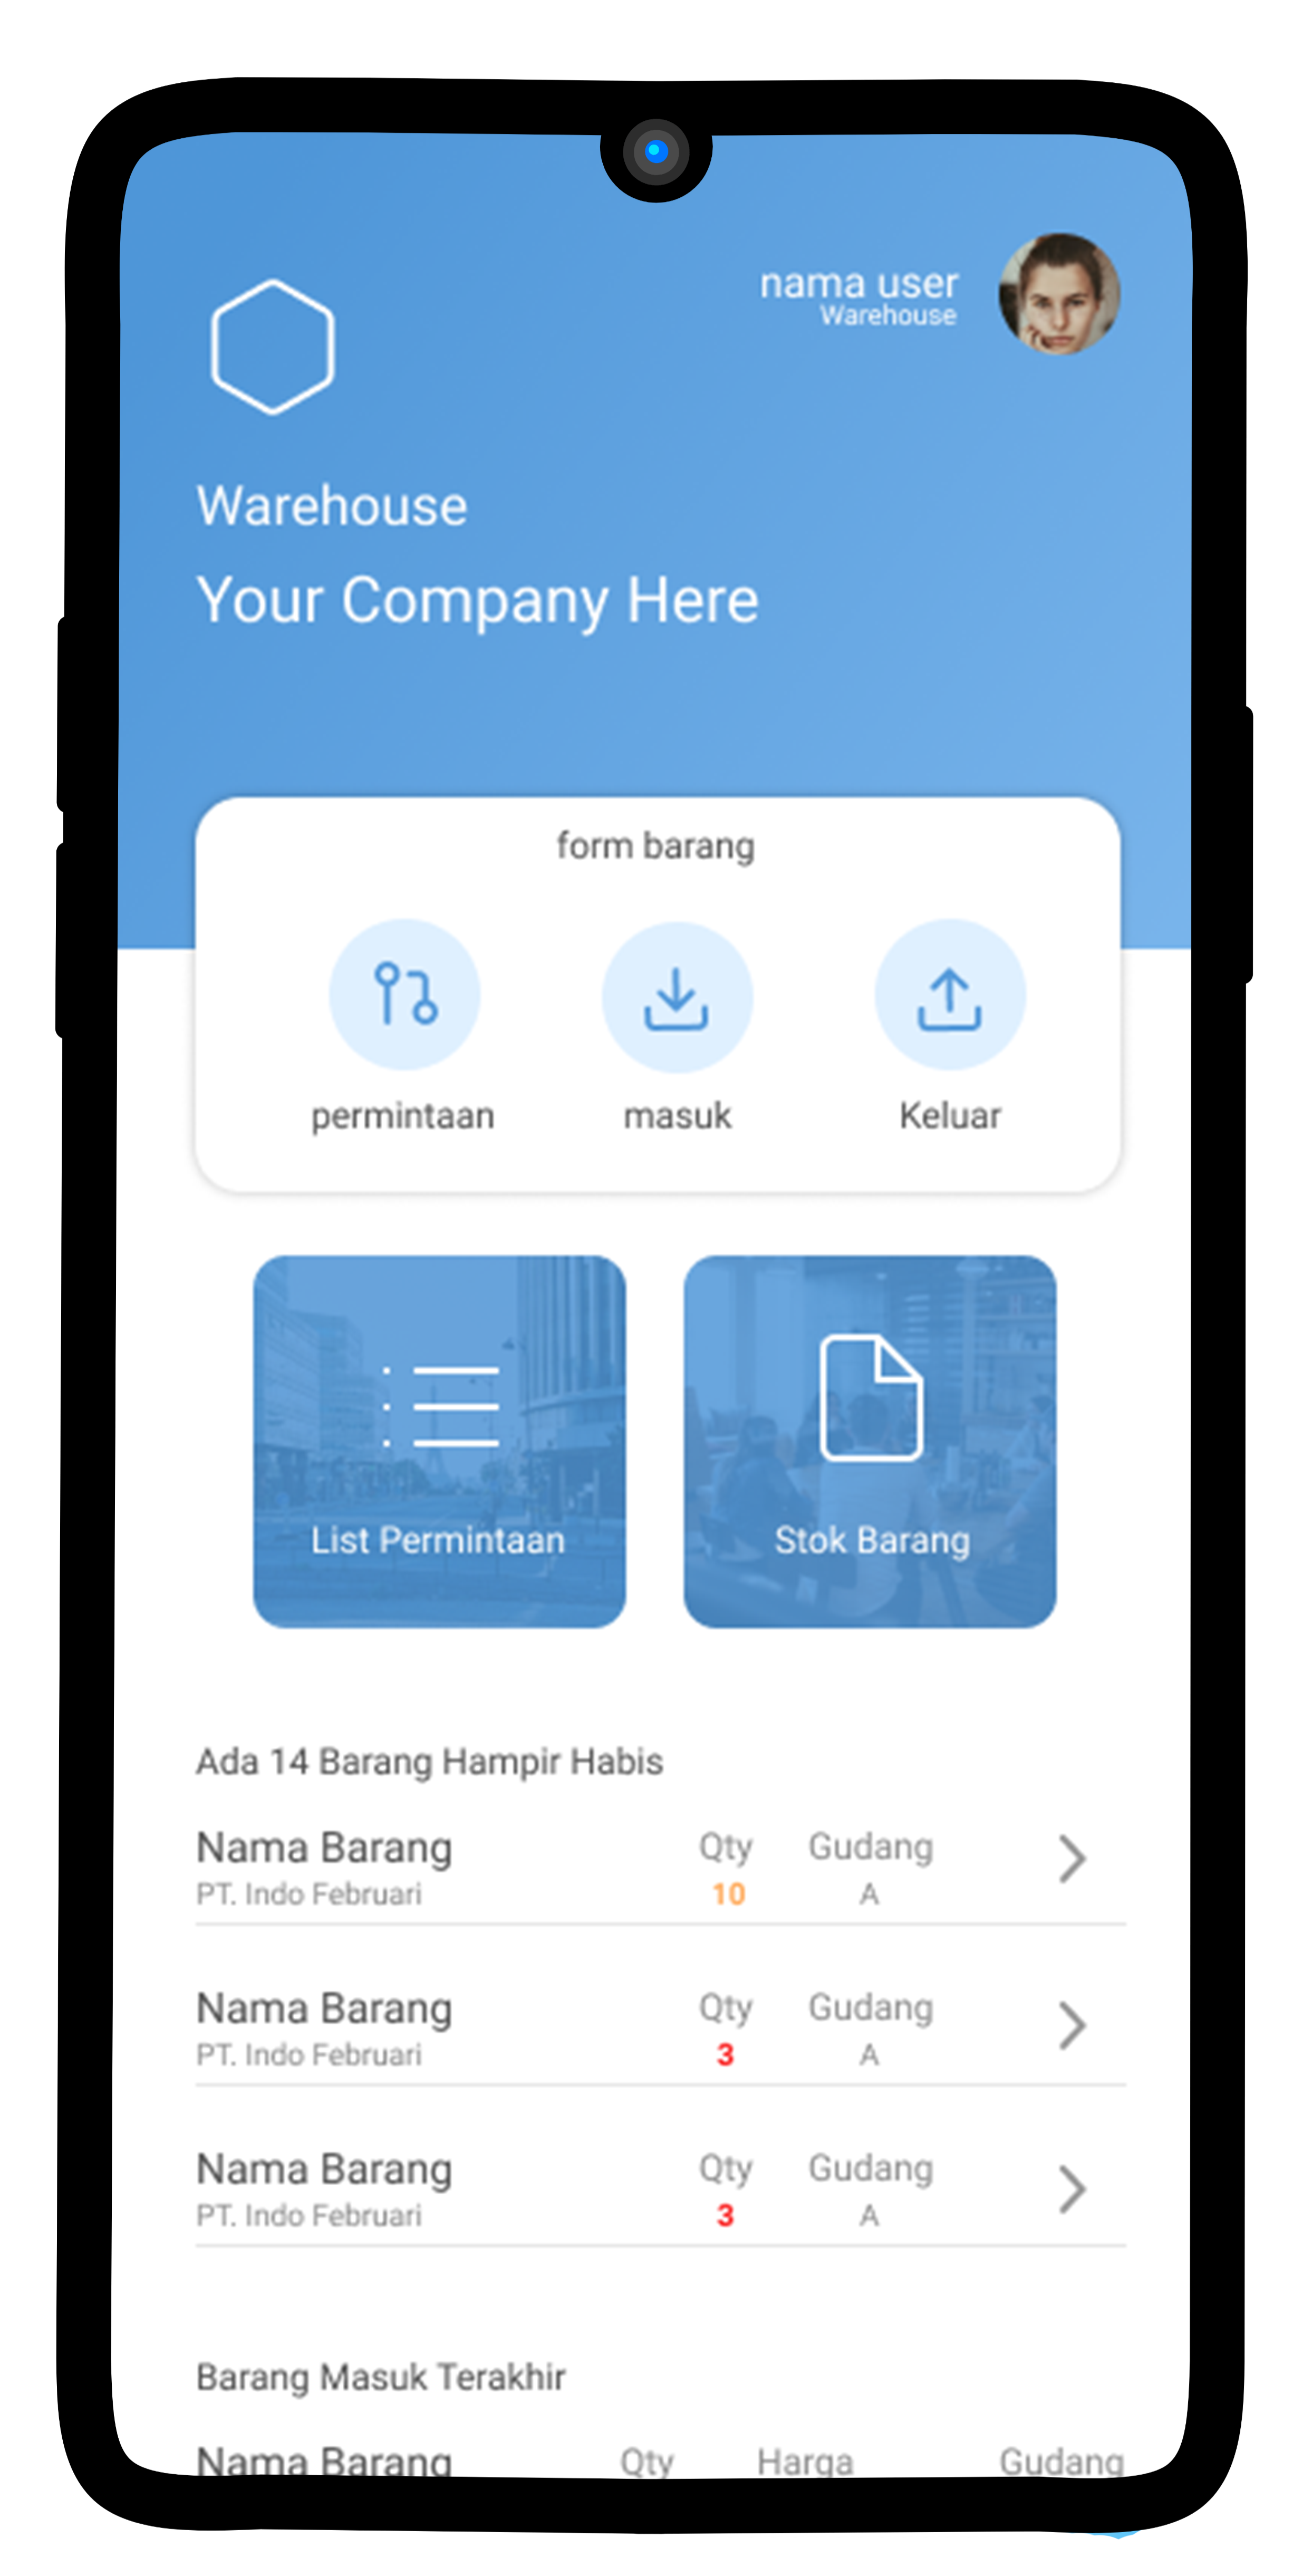 nama user
Warehouse
Warehouse
Your Company Here
form barang
permintaan masuk Keluar
List Permintaan Stok Barang
Ada 14 Barang Hampir Habis
Nama Barang Qty Gudang
PT. Indo Februari 10 A
Nama Barang Qty Gudang
PT. Indo Februari 3 A
Nama Barang Qty Gudang
PT. Indo Februari 3 A
Barang Masuk Terakhir
Nama Barang Qty Harga Gudang